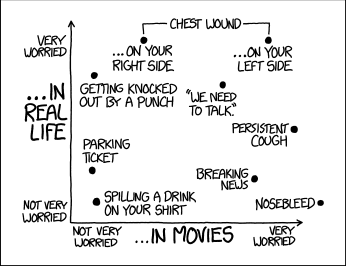 CHEST WOUND
VERY
WORRIED
...ON YOUR
RIGHT SIDE
...ON YOUR
LEFT SIDE
...IN
REAL
LIFE
GETTING KNOCKED
OUT BY A PUNCH
"WE NEED
TO TALK."
PERSISTENT
COUGH
PARKING
TICKET
BREAKING
NEWS
SPILLING A DRINK
ON YOUR SHIRT
NOSEBLEED
NOT VERY
WORRIED
NOT VERY
WORRIED
...IN MOVIES
VERY
WORRIED